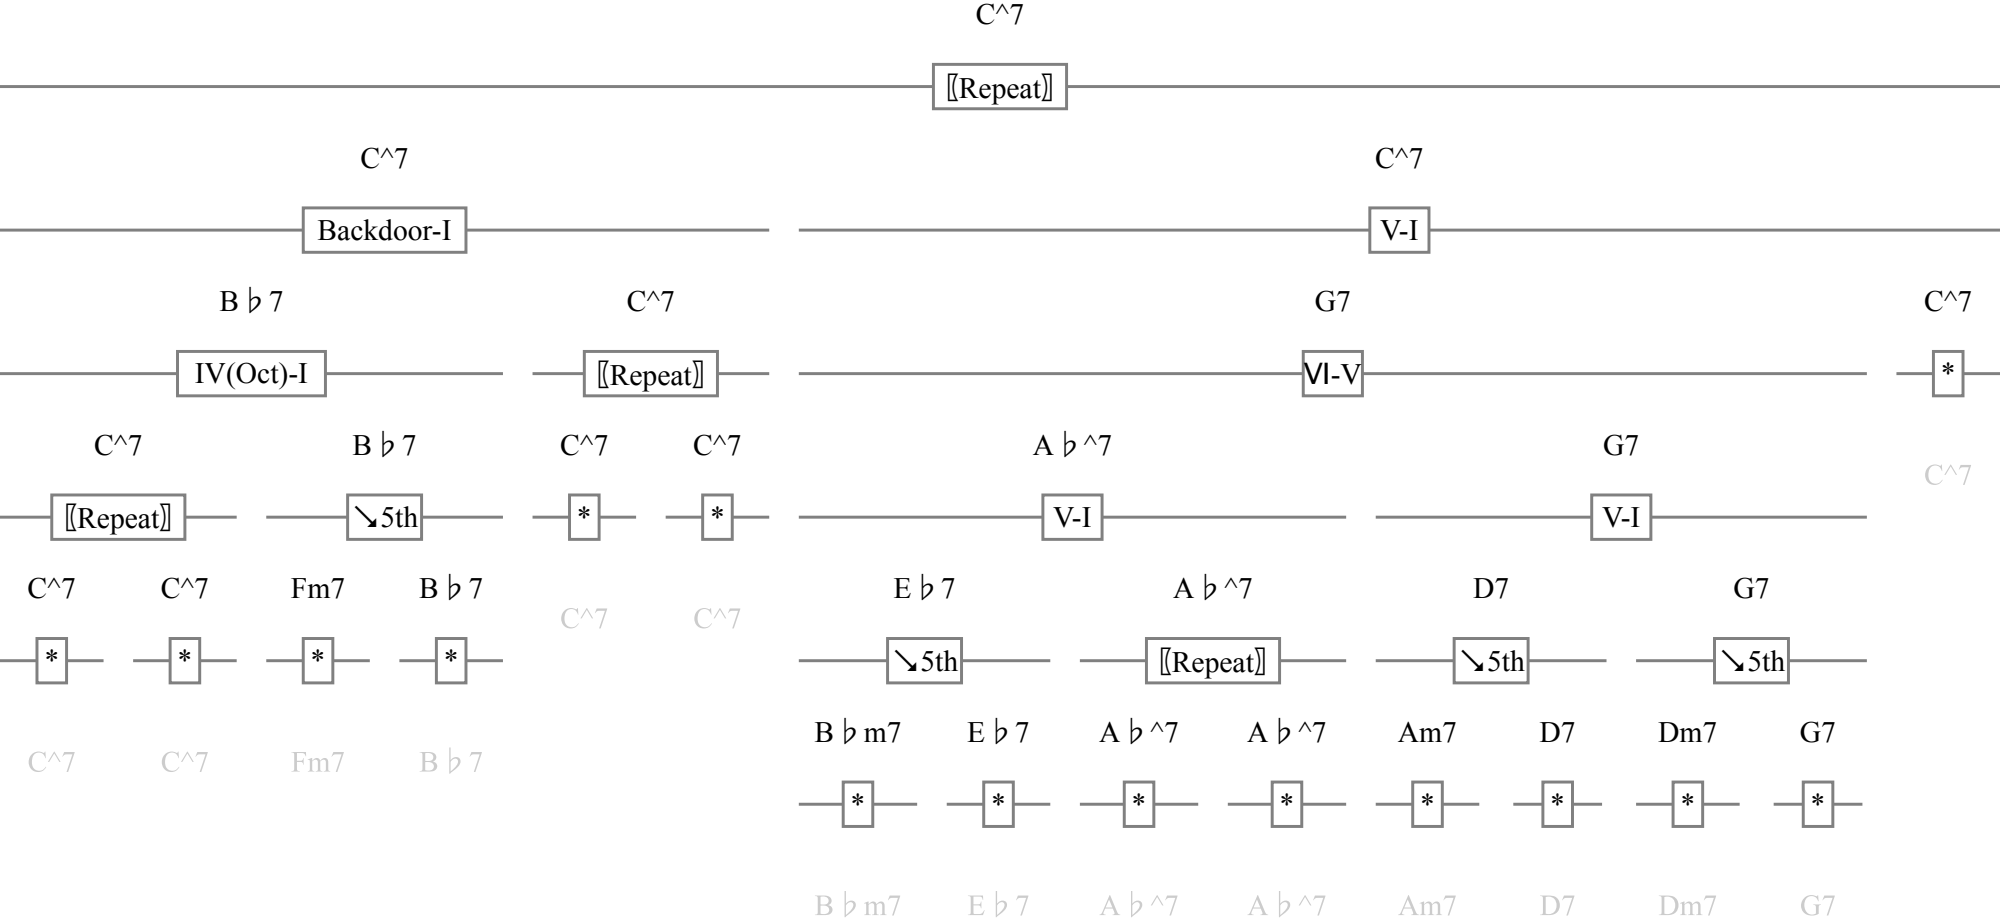 C^7
〖Repeat〗
C^7 C^7
Backdoor-I V-I
B♭7 C^7 G7 C^7
IV(Oct)-I 〖Repeat〗 Ⅵ-V *
C^7 B♭7 C^7 C^7 A♭^7 G7
C^7
〖Repeat〗 ↘5th * * V-I V-I
C^7 C^7 Fm7 B♭7 E♭7 A♭^7 D7 G7
C^7 C^7
* * * * ↘5th 〖Repeat〗 ↘5th ↘5th
B♭m7 E♭7 A♭^7 A♭^7 Am7 D7 Dm7 G7
C^7 C^7 Fm7 B♭7
* * * * * * * *
B♭m7 E♭7 A♭^7 A♭^7 Am7 D7 Dm7 G7